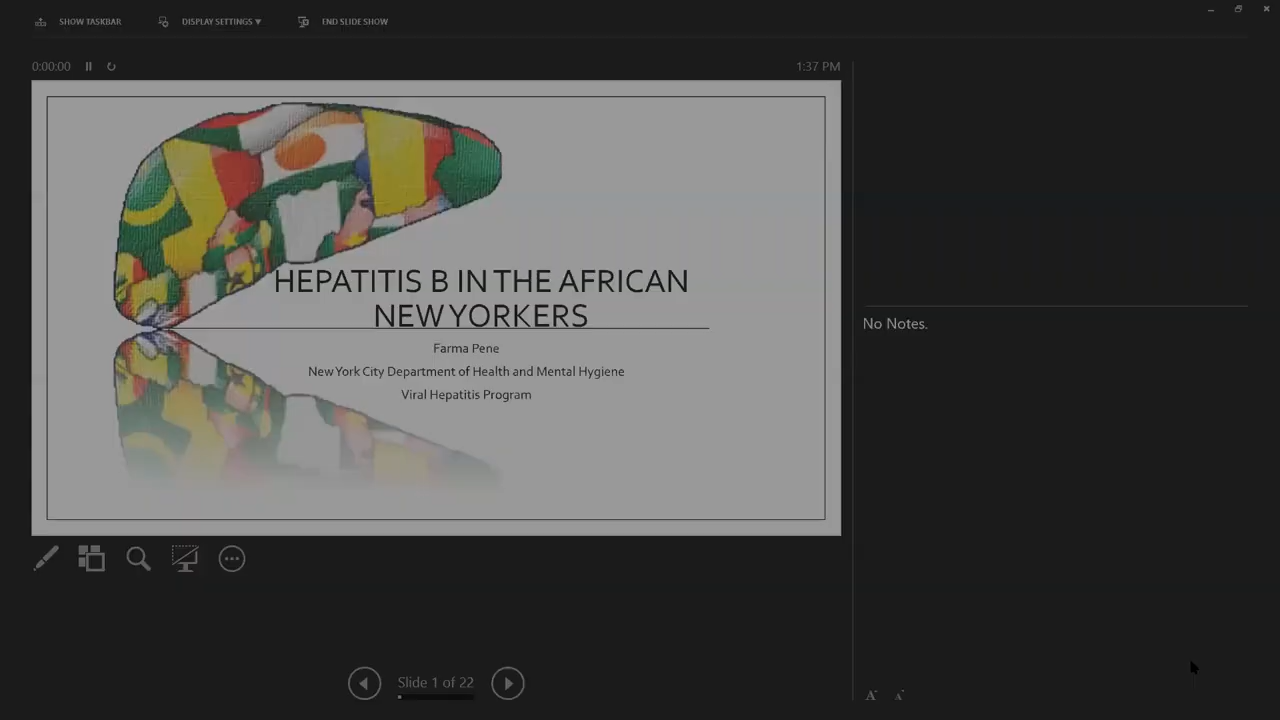 SHOW TASKBAR
DISPLAY SETTINGS ▾
END SLIDE SHOW
0:00:00
1:37 PM
HEPATITIS B IN THE AFRICAN
NEW YORKERS
Farma Pene
New York City Department of Health and Mental Hygiene
Viral Hepatitis Program
No Notes.
Slide 1 of 22
A
A